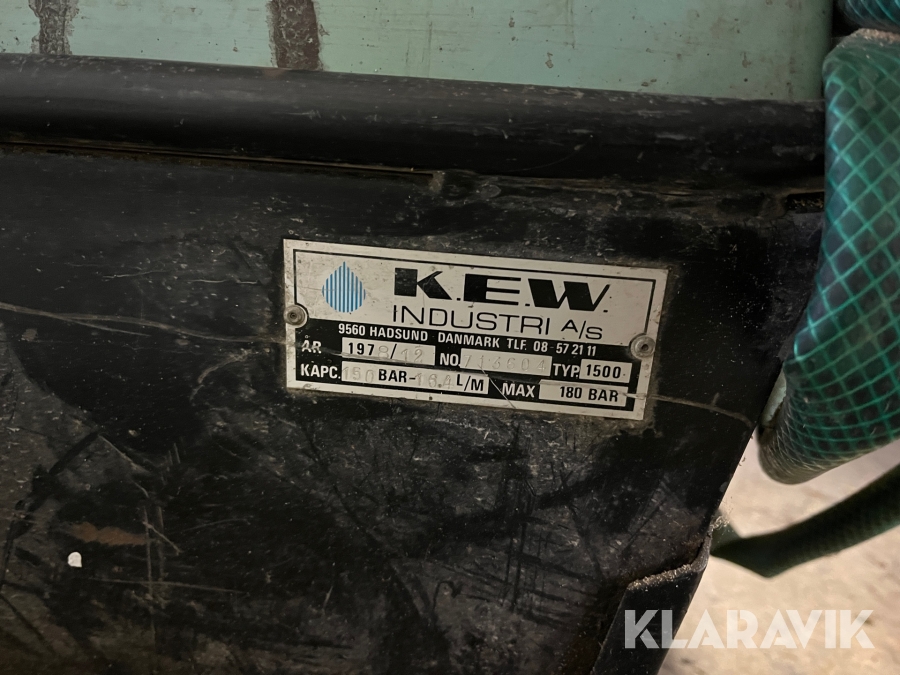 K.E.W.
INDUSTRI A/S
9560 HADSUND DANMARK TLF. 08-57 21 11
ÅR 1978/12 NO. TYP. 1500-
KAPC. 150 BAR- L/M MAX 180 BAR
KLARAVIK